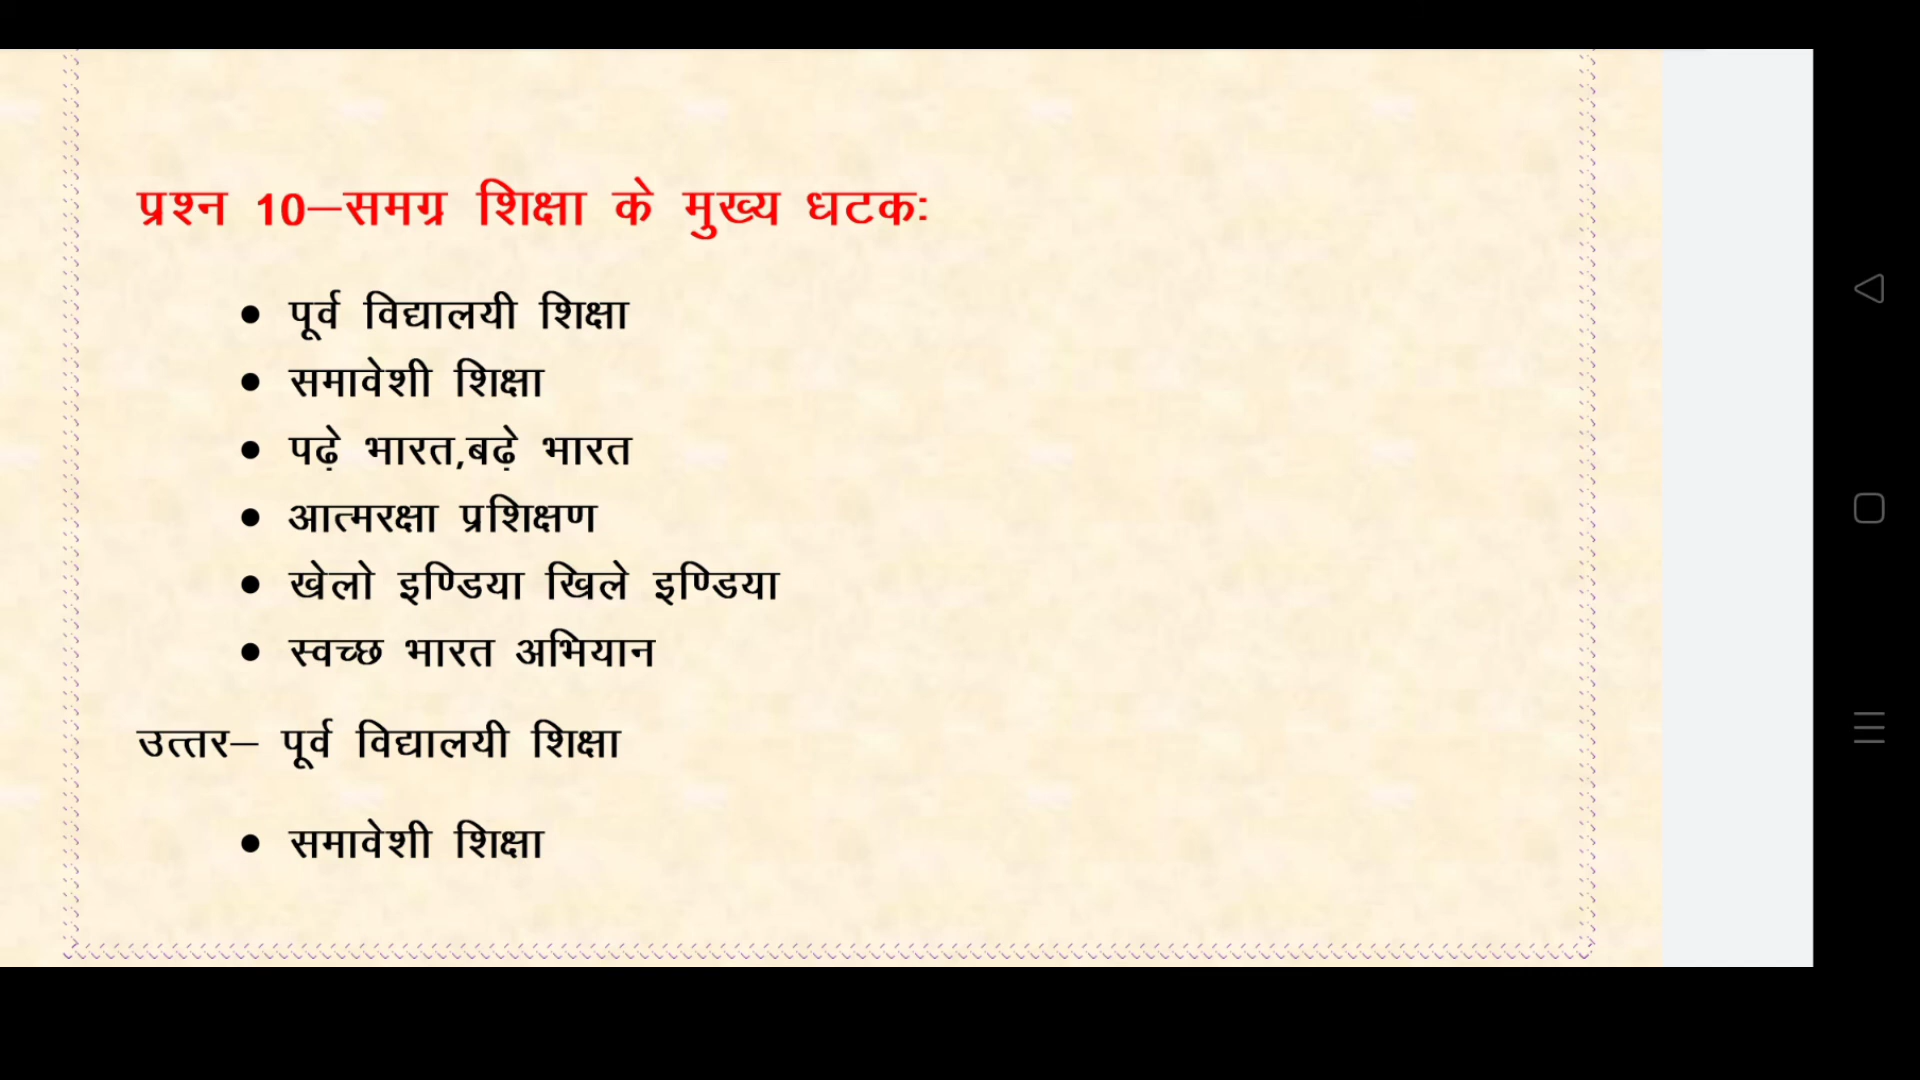 प्रश्न 10–समग्र शिक्षा के मुख्य धटक:
• पूर्व विद्यालयी शिक्षा
• समावेशी शिक्षा
• पढ़े भारत,बढ़े भारत
• आत्मरक्षा प्रशिक्षण
• खेलो इण्डिया खिले इण्डिया
• स्वच्छ भारत अभियान
उत्तर– पूर्व विद्यालयी शिक्षा
• समावेशी शिक्षा